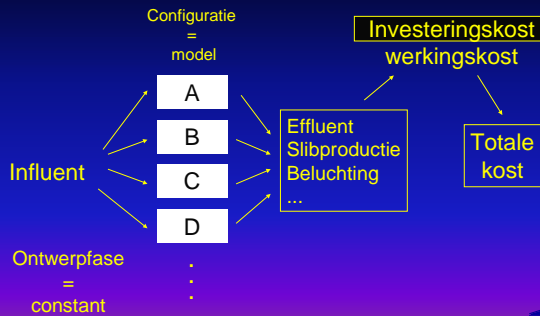 Configuratie
=
model
Investeringskost
werkingskost
A
B
C
D
.
.
.
Influent
Effluent
Slibproductie
Beluchting
...
Totale
kost
Ontwerpfase
=
constant